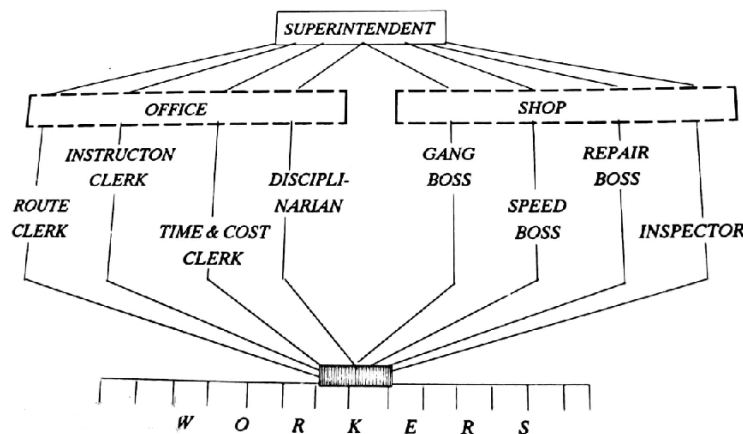 SUPERINTENDENT
OFFICE
SHOP
INSTRUCTON
CLERK
DISCIPLI-
NARIAN
GANG
BOSS
REPAIR
BOSS
ROUTE
CLERK
TIME & COST
CLERK
SPEED
BOSS
INSPECTOR
W O R K E R S